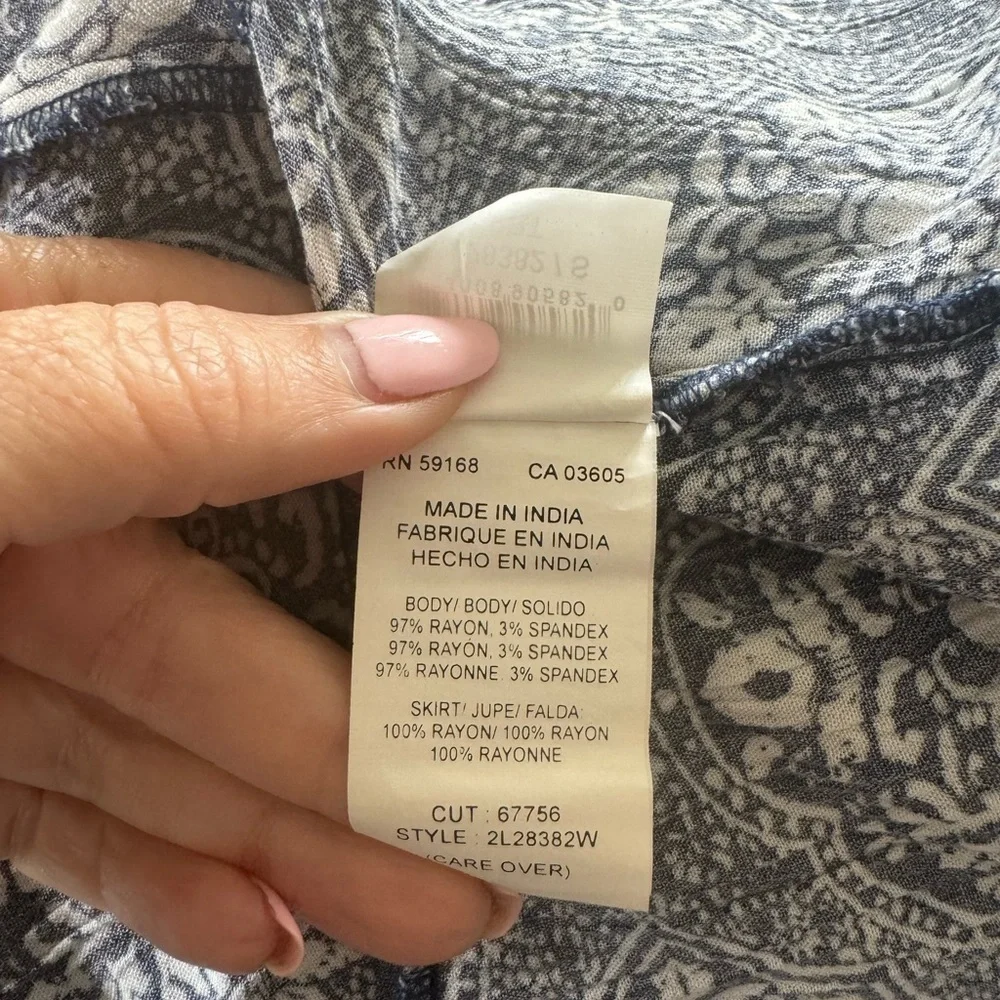 RN 59168 CA 03605
MADE IN INDIA
FABRIQUE EN INDIA
HECHO EN INDIA
BODY/ BODY/ SOLIDO
97% RAYON, 3% SPANDEX
97% RAYÓN, 3% SPANDEX
97% RAYONNE. 3% SPANDEX
SKIRT/ JUPE/ FALDA:
100% RAYON/ 100% RAYON
100% RAYONNE
CUT : 67756
STYLE : 2L28382W
(CARE OVER)